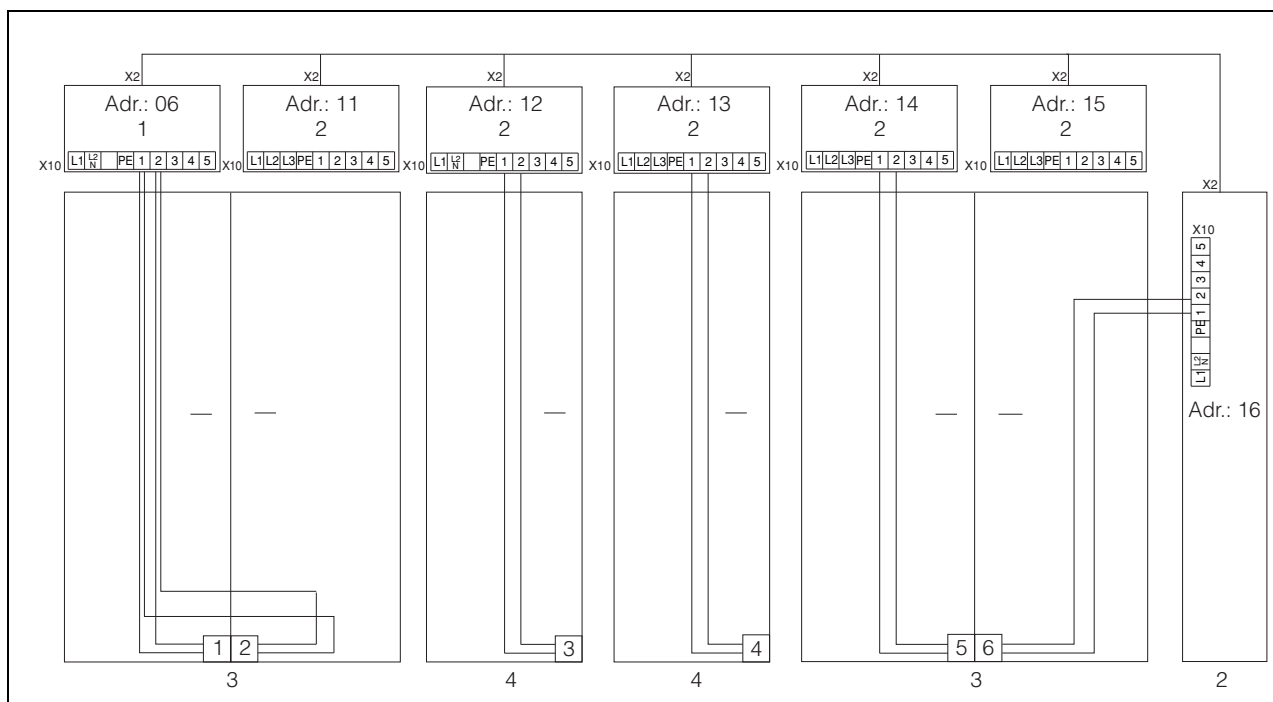 X2 X2 X2 X2 X2 X2
Adr.: 06 Adr.: 11 Adr.: 12 Adr.: 13 Adr.: 14 Adr.: 15
1 2 2 2 2 2
X10 L1 L2 N PE 1 2 3 4 5
X10 L1 L2 L3 PE 1 2 3 4 5
X10 L1 L2 N PE 1 2 3 4 5
X10 L1 L2 L3 PE 1 2 3 4 5
X10 L1 L2 L3 PE 1 2 3 4 5
X10 L1 L2 L3 PE 1 2 3 4 5
X2
X10
L1 L2 N PE 1 2 3 4 5
Adr.: 16
1 2 3 4 5 6
3 4 4 3 2